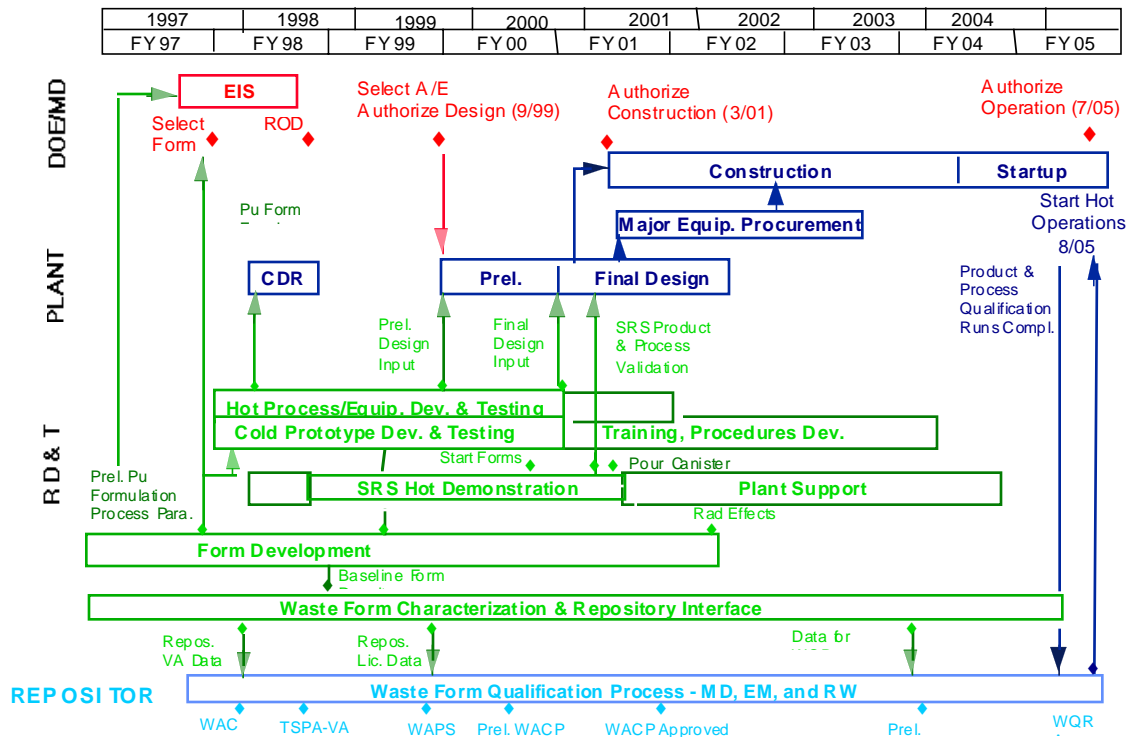 1997 1998 1999 2000 2001 2002 2003 2004
FY 97 FY 98 FY 99 FY 00 FY 01 FY 02 FY 03 FY 04 FY 05
DOE/MD
EIS
Select
Form
ROD
Select A/E
Authorize Design (9/99)
Authorize
Construction (3/01)
Authorize
Operation (7/05)
PLANT
Construction
Startup
Major Equip. Procurement
Start Hot
Operations
8/05
Pu Form
CDR
Prel.
Final Design
Product &
Process
Qualification
Runs Compl.
Prel.
Design
Input
Final
Design
Input
SRS Product
& Process
Validation
RD & T
Hot Process/Equip. Dev. & Testing
Cold Prototype Dev. & Testing
Training, Procedures Dev.
Start Forms
Pour Canister
Prel. Pu
Formulation
Process Para.
SRS Hot Demonstration
Plant Support
Rad Effects
Form Development
Baseline Form
Waste Form Characterization & Repository Interface
Repos.
VA Data
Repos.
Lic. Data
Data for
REPOSITOR
Waste Form Qualification Process - MD, EM, and RW
WAC
TSPA-VA
WAPS
Prel. WACP
WACP Approved
Prel.
WQR